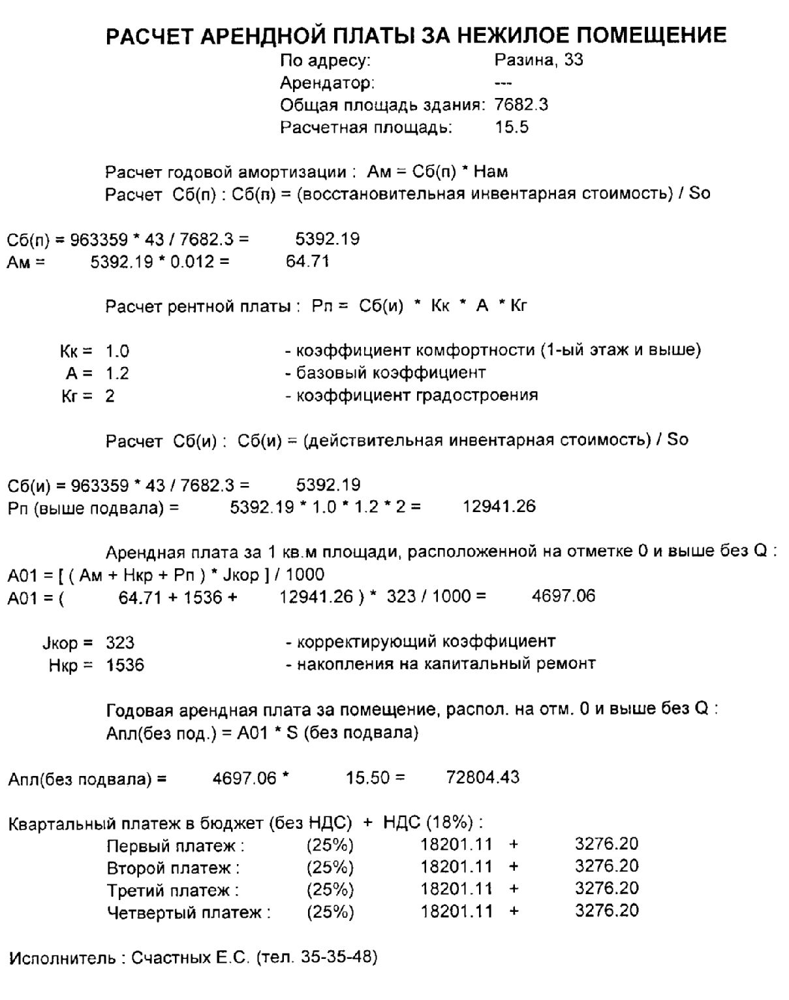 РАСЧЕТ АРЕНДНОЙ ПЛАТЫ ЗА НЕЖИЛОЕ ПОМЕЩЕНИЕ
По адресу: Разина, 33
Арендатор: ---
Общая площадь здания: 7682.3
Расчетная площадь: 15.5
Расчет годовой амортизации : Ам = Сб(п) * Нам
Расчет Сб(п) : Сб(п) = (восстановительная инвентарная стоимость) / So
Сб(п) = 963359 * 43 / 7682.3 = 5392.19
Ам = 5392.19 * 0.012 = 64.71
Расчет рентной платы : Рп = Сб(и) * Кк * А * Кг
Кк = 1.0 - коэффициент комфортности (1-ый этаж и выше)
А = 1.2 - базовый коэффициент
Кг = 2 - коэффициент градостроения
Расчет Сб(и) : Сб(и) = (действительная инвентарная стоимость) / So
Сб(и) = 963359 * 43 / 7682.3 = 5392.19
Рп (выше подвала) = 5392.19 * 1.0 * 1.2 * 2 = 12941.26
Арендная плата за 1 кв.м площади, расположенной на отметке 0 и выше без Q :
А01 = [ ( Ам + Нкр + Рп ) * Јкор ] / 1000
А01 = ( 64.71 + 1536 + 12941.26 ) * 323 / 1000 = 4697.06
Јкор = 323 - корректирующий коэффициент
Нкр = 1536 - накопления на капитальный ремонт
Годовая арендная плата за помещение, распол. на отм. 0 и выше без Q :
Апл(без под.) = А01 * S (без подвала)
Апл(без подвала) = 4697.06 * 15.50 = 72804.43
Квартальный платеж в бюджет (без НДС) + НДС (18%) :
Первый платеж : (25%) 18201.11 + 3276.20
Второй платеж : (25%) 18201.11 + 3276.20
Третий платеж : (25%) 18201.11 + 3276.20
Четвертый платеж : (25%) 18201.11 + 3276.20
Исполнитель : Счастных Е.С. (тел. 35-35-48)